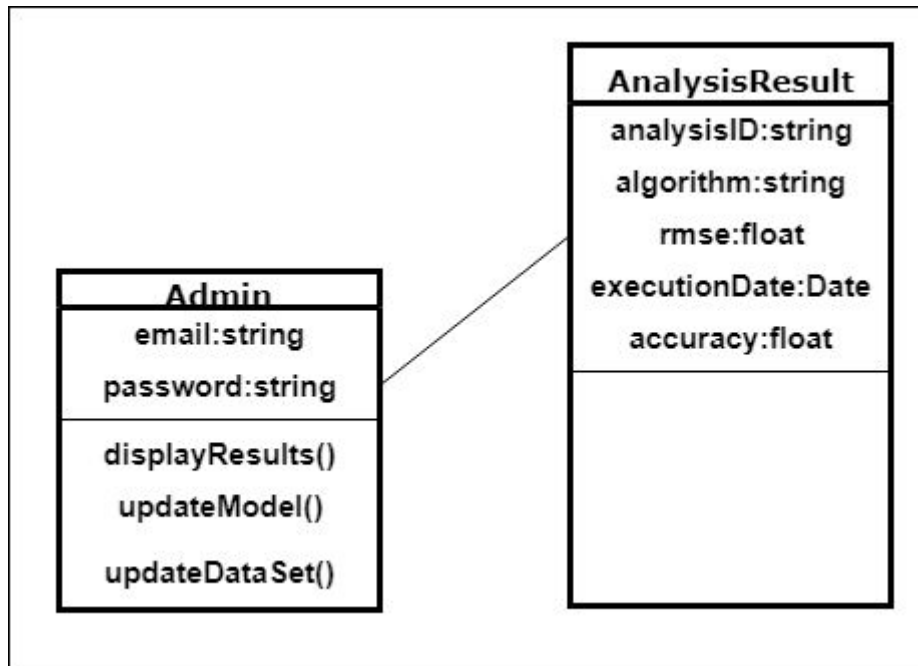 AnalysisResult
analysisID:string
algorithm:string
rmse:float
executionDate:Date
accuracy:float
Admin
email:string
password:string
displayResults()
updateModel()
updateDataSet()